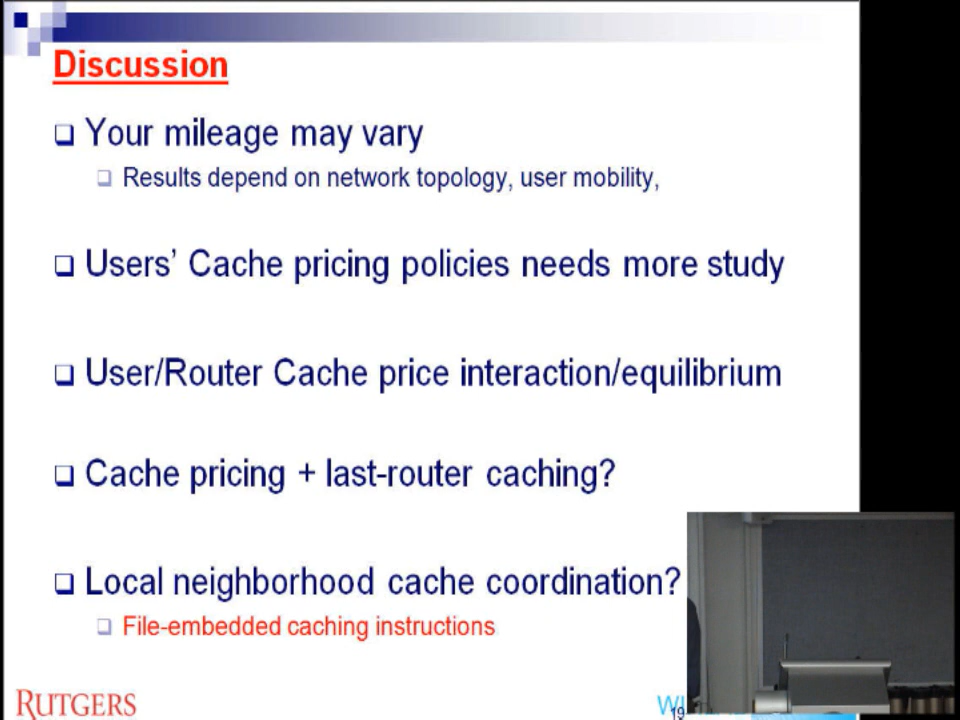 Discussion
Your mileage may vary
Results depend on network topology, user mobility,
Users' Cache pricing policies needs more study
User/Router Cache price interaction/equilibrium
Cache pricing + last-router caching?
Local neighborhood cache coordination?
File-embedded caching instructions
RUTGERS
19